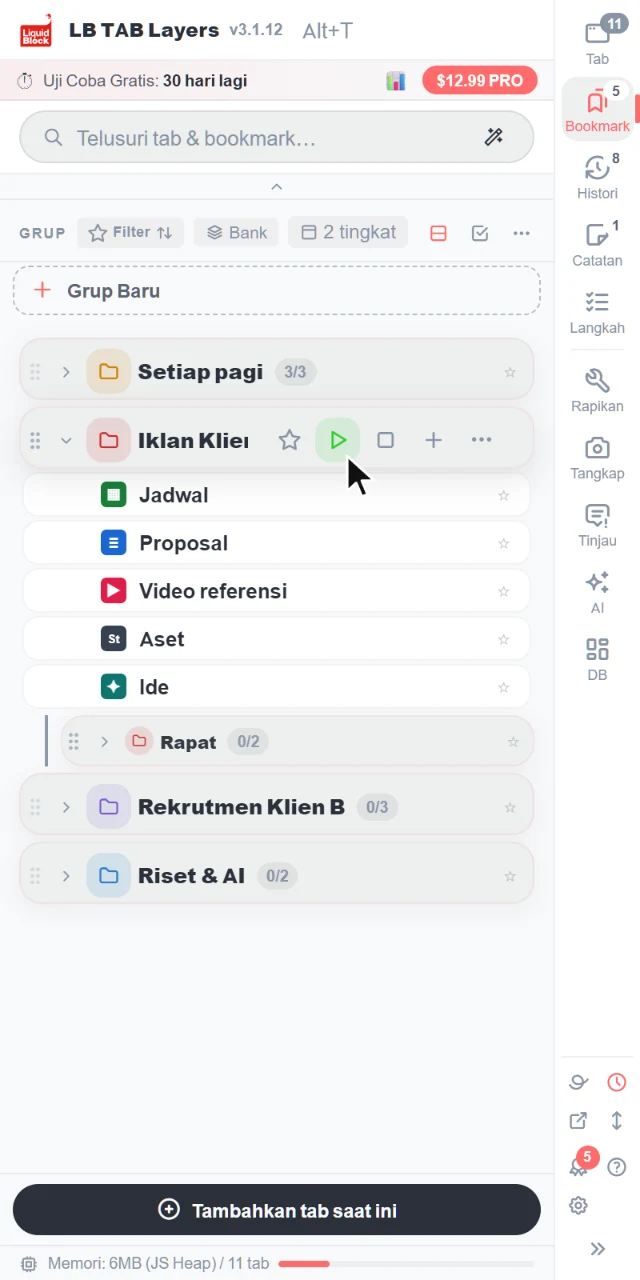 Liquid Block
LB TAB Layers v3.1.12 Alt+T
Uji Coba Gratis: 30 hari lagi
$12.99 PRO
Telusuri tab & bookmark…
GRUP
Filter
Bank
2 tingkat
Grup Baru
Setiap pagi 3/3
Jadwal
Proposal
Video referensi
St
Aset
Ide
Rapat 0/2
Rekrutmen Klien B 0/3
Riset & AI 0/2
Tambahkan tab saat ini
Memori: 6MB (JS Heap) / 11 tab
11
Tab
5
Bookmark
8
Histori
1
Catatan
Langkah
Rapikan
Tangkap
Tinjau
AI
DB
5